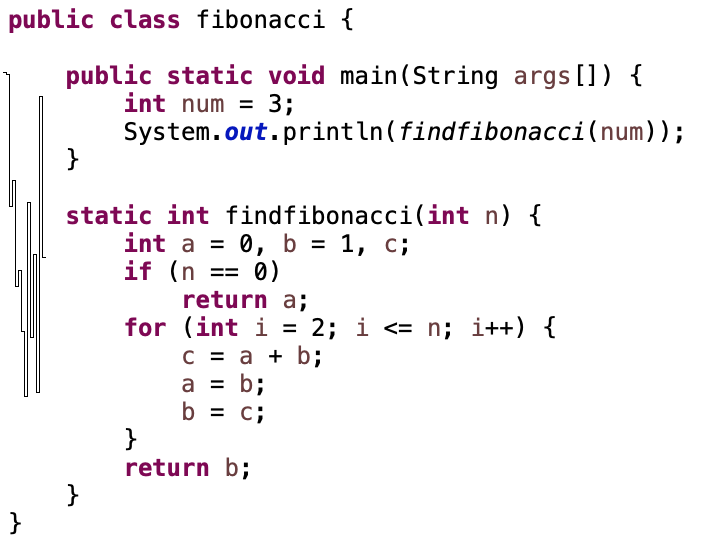 public class fibonacci {
public static void main(String args[]) {
int num = 3;
System.out.println(findfibonacci(num));
}
static int findfibonacci(int n) {
int a = 0, b = 1, c;
if (n == 0)
return a;
for (int i = 2; i <= n; i++) {
c = a + b;
a = b;
b = c;
}
return b;
}
}